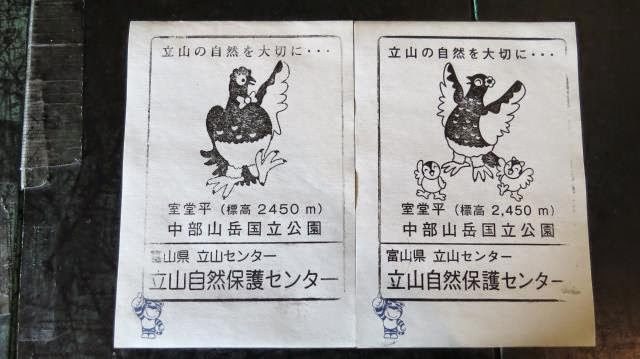 立山の自然を大切に・・・
室堂平 (標高 2450 m)
中部山岳国立公園
富山県 立山センター
立山自然保護センター
立山の自然を大切に・・・
室堂平 (標高 2,450 m)
中部山岳国立公園
富山県 立山センター
立山自然保護センター